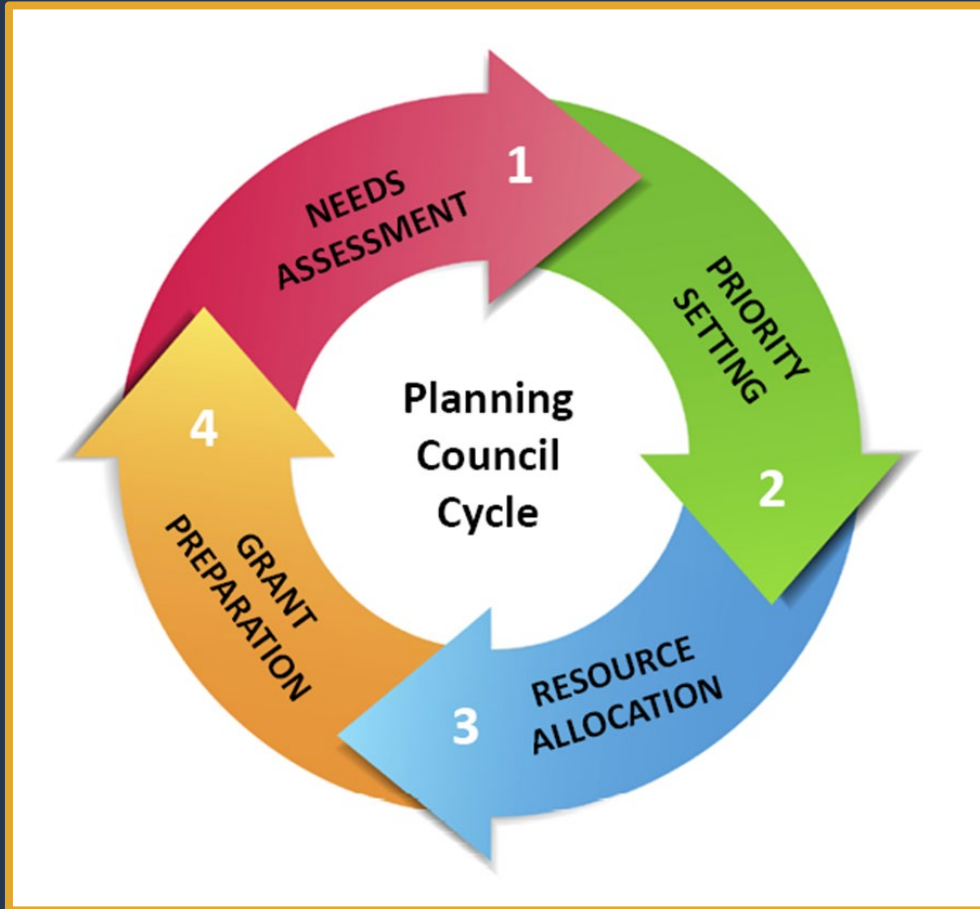 Planning
Council
Cycle
1
NEEDS
ASSESSMENT
2
PRIORITY
SETTING
3
RESOURCE
ALLOCATION
4
GRANT
PREPARATION